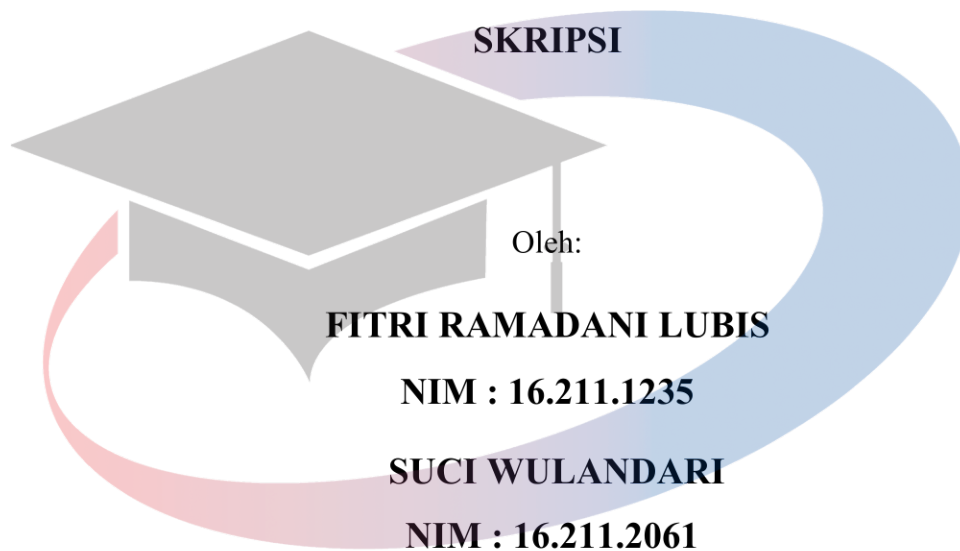 SKRIPSI
Oleh:
FITRI RAMADANI LUBIS
NIM : 16.211.1235
SUCI WULANDARI
NIM : 16.211.2061